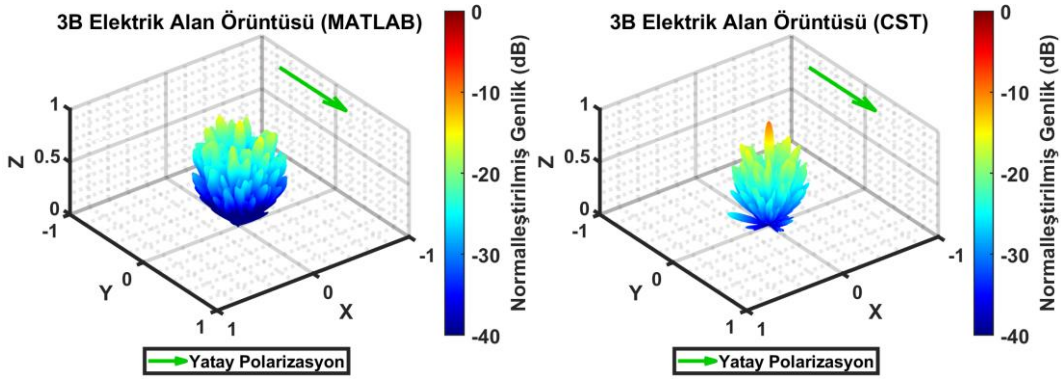 3B Elektrik Alan Örüntüsü (MATLAB)
1
0.5
0
Z
-1
0
1
Y
1
0
-1
X
0
-10
-20
-30
-40
Normalleştirilmiş Genlik (dB)
Yatay Polarizasyon
3B Elektrik Alan Örüntüsü (CST)
1
0.5
0
Z
-1
0
1
Y
1
0
-1
X
0
-10
-20
-30
-40
Normalleştirilmiş Genlik (dB)
Yatay Polarizasyon